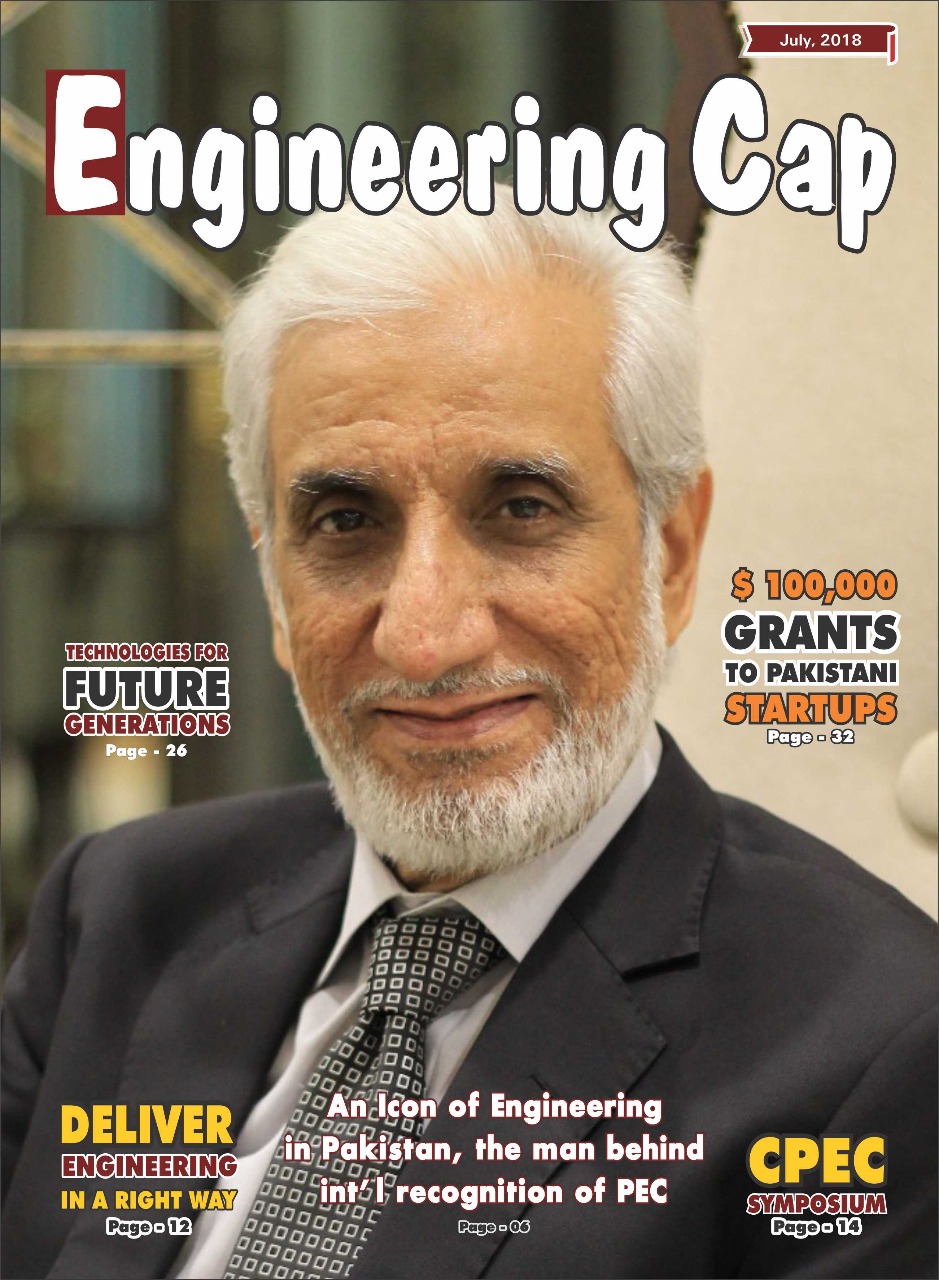 July, 2018
Engineering Cap
$ 100,000
GRANTS
TO PAKISTANI
STARTUPS
Page - 32
TECHNOLOGIES FOR
FUTURE
GENERATIONS
Page - 26
DELIVER
ENGINEERING
IN A RIGHT WAY
Page - 12
An Icon of Engineering
in Pakistan, the man behind
int'l recognition of PEC
Page - 06
CPEC
SYMPOSIUM
Page - 14